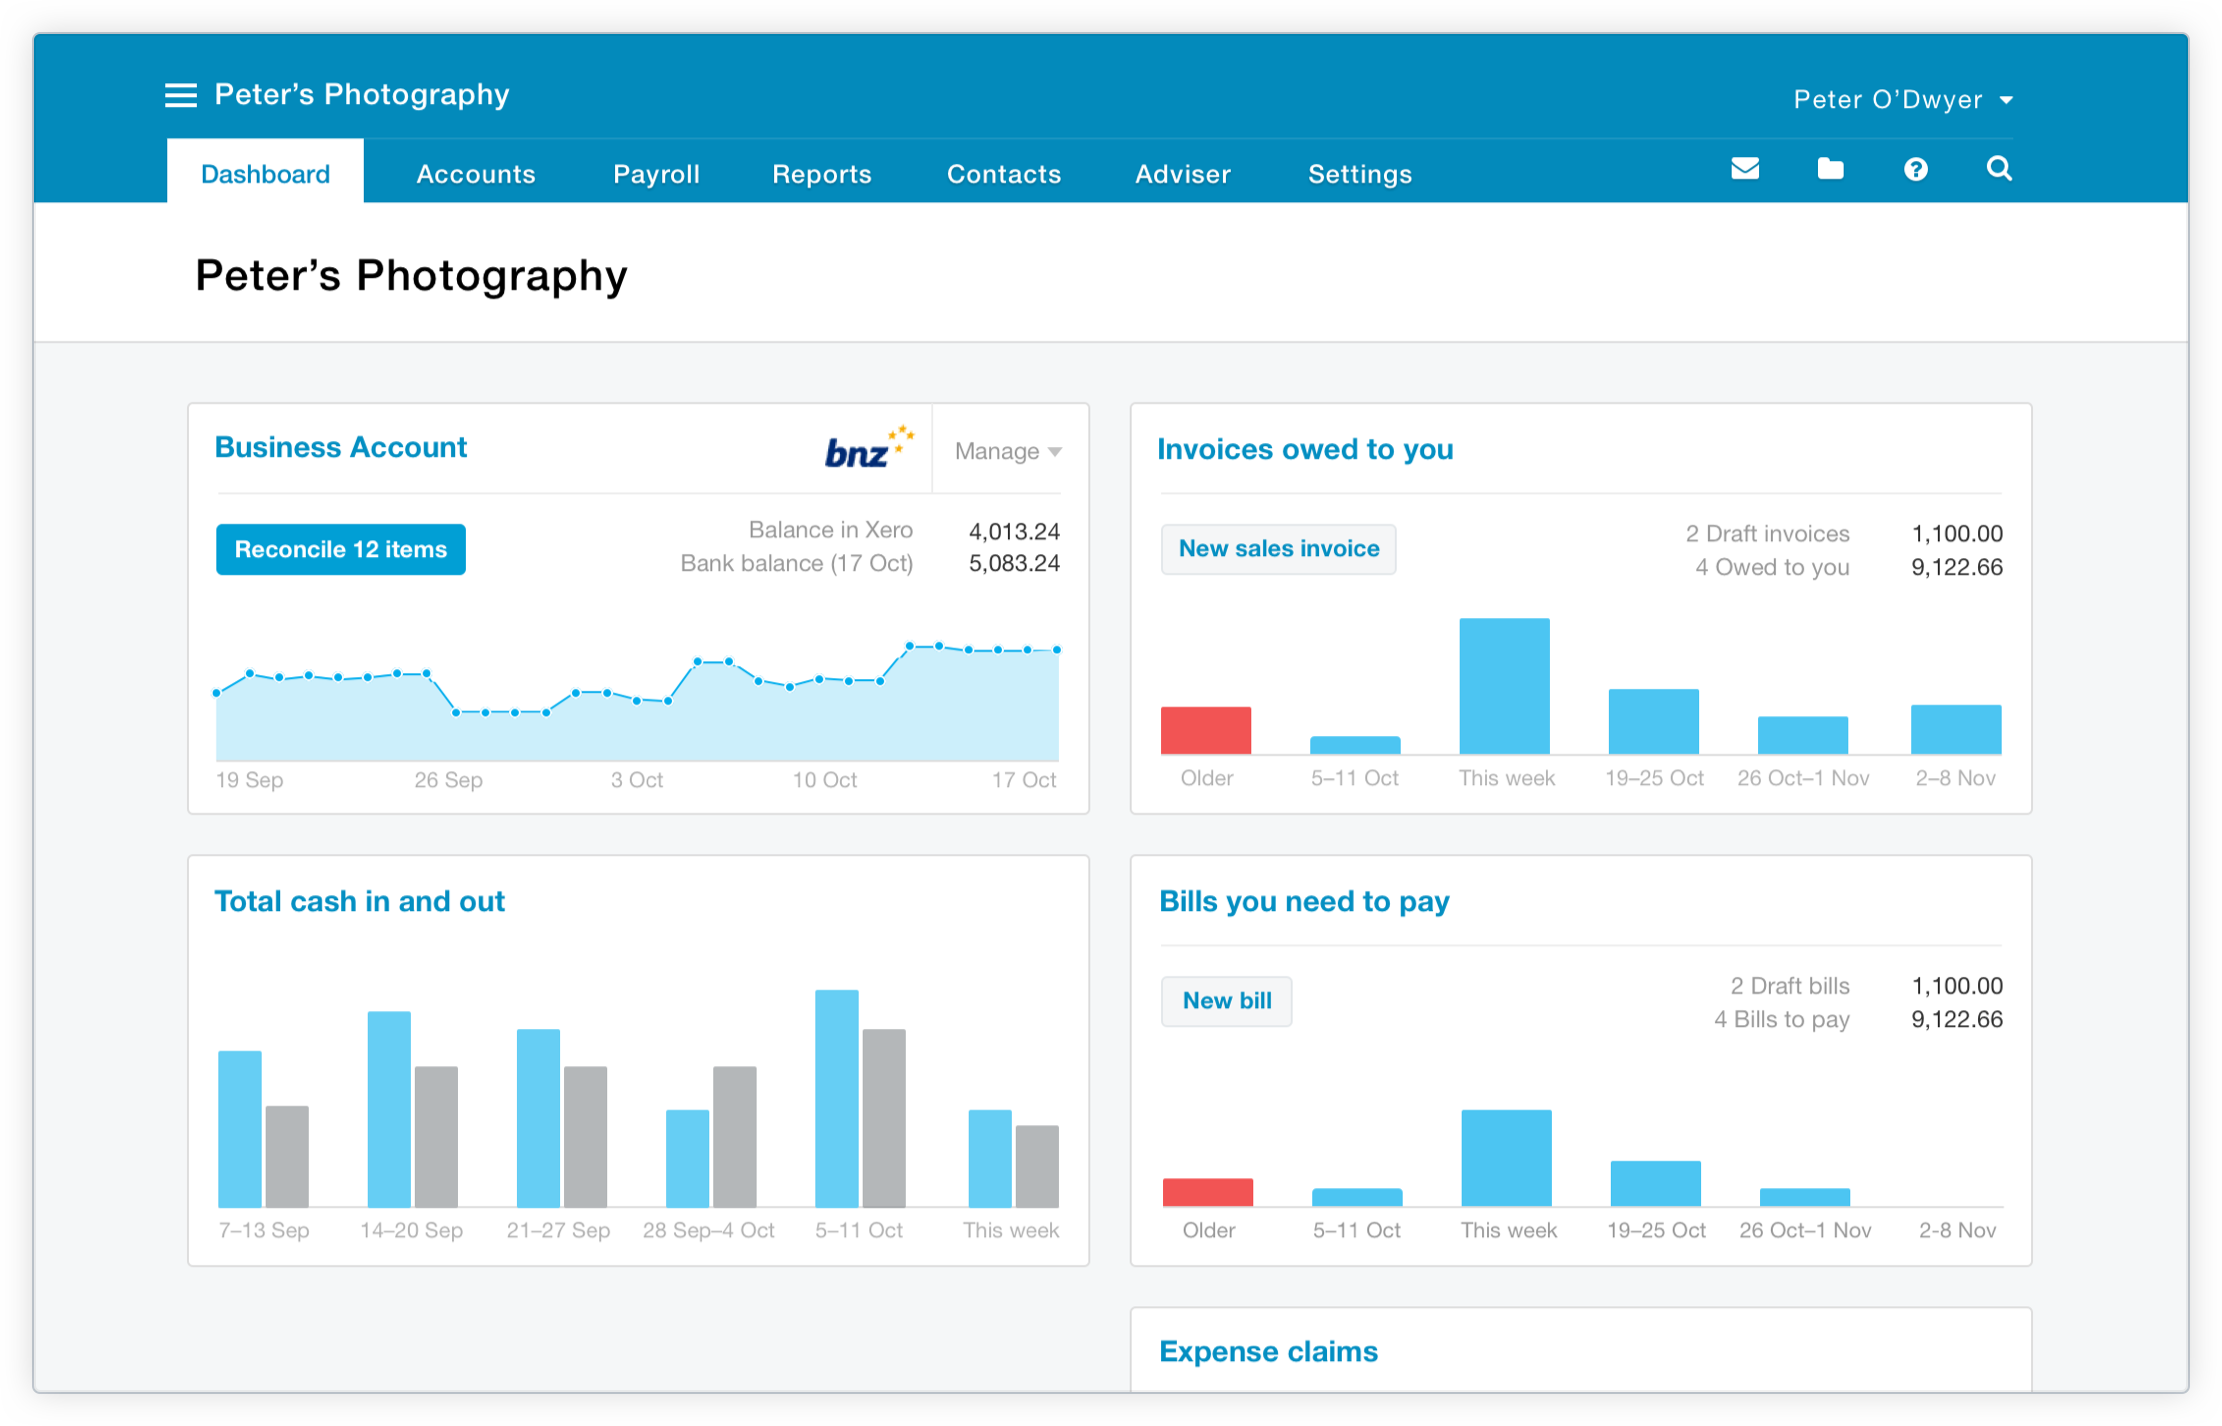 Peter’s Photography
Peter O’Dwyer
Dashboard Accounts Payroll Reports Contacts Adviser Settings
?
Peter’s Photography
Business Account
bnz
Manage
Reconcile 12 items
Balance in Xero 4,013.24
Bank balance (17 Oct) 5,083.24
19 Sep 26 Sep 3 Oct 10 Oct 17 Oct
Invoices owed to you
New sales invoice
2 Draft invoices 1,100.00
4 Owed to you 9,122.66
Older 5–11 Oct This week 19–25 Oct 26 Oct–1 Nov 2–8 Nov
Total cash in and out
7–13 Sep 14–20 Sep 21–27 Sep 28 Sep–4 Oct 5–11 Oct This week
Bills you need to pay
New bill
2 Draft bills 1,100.00
4 Bills to pay 9,122.66
Older 5–11 Oct This week 19–25 Oct 26 Oct–1 Nov 2-8 Nov
Expense claims